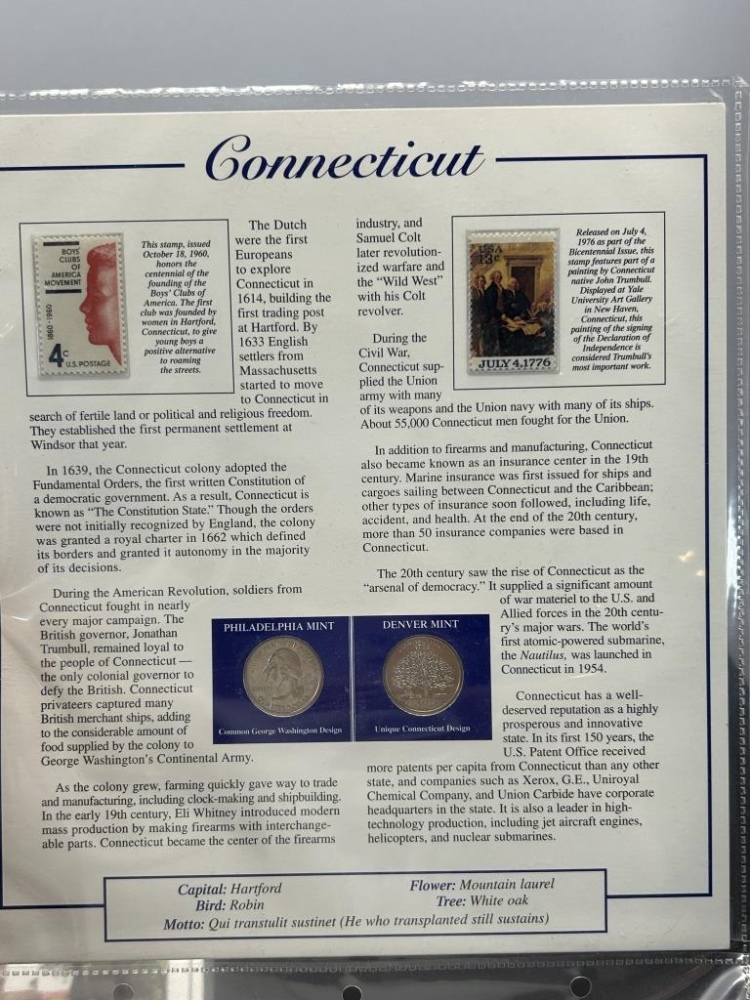 Connecticut
BOYS'
CLUBS OF
AMERICA
MOVEMENT
1860-1960
4c
U.S. POSTAGE
This stamp, issued
October 18, 1960,
honors the
centennial of the
founding of the
Boys' Clubs of
America. The first
club was founded by
women in Hartford,
Connecticut, to give
young boys a
positive alternative
to roaming
the streets.
The Dutch
were the first
Europeans
to explore
Connecticut in
1614, building the
first trading post
at Hartford. By
1633 English
settlers from
Massachusetts
started to move
to Connecticut in
search of fertile land or political and religious freedom.
They established the first permanent settlement at
Windsor that year.
In 1639, the Connecticut colony adopted the
Fundamental Orders, the first written Constitution of
a democratic government. As a result, Connecticut is
known as "The Constitution State." Though the orders
were not initially recognized by England, the colony
was granted a royal charter in 1662 which defined
its borders and granted it autonomy in the majority
of its decisions.
During the American Revolution, soldiers from
Connecticut fought in nearly
every major campaign. The
British governor, Jonathan
Trumbull, remained loyal to
the people of Connecticut —
the only colonial governor to
defy the British. Connecticut
privateers captured many
British merchant ships, adding
to the considerable amount of
food supplied by the colony to
George Washington's Continental Army.
As the colony grew, farming quickly gave way to trade
and manufacturing, including clock-making and shipbuilding.
In the early 19th century, Eli Whitney introduced modern
mass production by making firearms with interchange-
able parts. Connecticut became the center of the firearms
industry, and
Samuel Colt
later revolution-
ized warfare and
the "Wild West"
with his Colt
revolver.
USA
13c
JULY 4,1776
Released on July 4,
1976 as part of the
Bicentennial Issue, this
stamp features part of a
painting by Connecticut
native John Trumbull.
Displayed at Yale
University Art Gallery
in New Haven,
Connecticut, this
painting of the signing
of the Declaration of
Independence is
considered Trumbull's
most important work.
During the
Civil War,
Connecticut sup-
plied the Union
army with many
of its weapons and the Union navy with many of its ships.
About 55,000 Connecticut men fought for the Union.
In addition to firearms and manufacturing, Connecticut
also became known as an insurance center in the 19th
century. Marine insurance was first issued for ships and
cargoes sailing between Connecticut and the Caribbean;
other types of insurance soon followed, including life,
accident, and health. At the end of the 20th century,
more than 50 insurance companies were based in
Connecticut.
The 20th century saw the rise of Connecticut as the
"arsenal of democracy." It supplied a significant amount
of war materiel to the U.S. and
Allied forces in the 20th centu-
ry's major wars. The world's
first atomic-powered submarine,
the Nautilus, was launched in
Connecticut in 1954.
Connecticut has a well-
deserved reputation as a highly
prosperous and innovative
state. In its first 150 years, the
U.S. Patent Office received
more patents per capita from Connecticut than any other
state, and companies such as Xerox, G.E., Uniroyal
Chemical Company, and Union Carbide have corporate
headquarters in the state. It is also a leader in high-
technology production, including jet aircraft engines,
helicopters, and nuclear submarines.
PHILADELPHIA MINT
Common George Washington Design
DENVER MINT
Unique Connecticut Design
Capital: Hartford
Flower: Mountain laurel
Bird: Robin
Tree: White oak
Motto: Qui transtulit sustinet (He who transplanted still sustains)